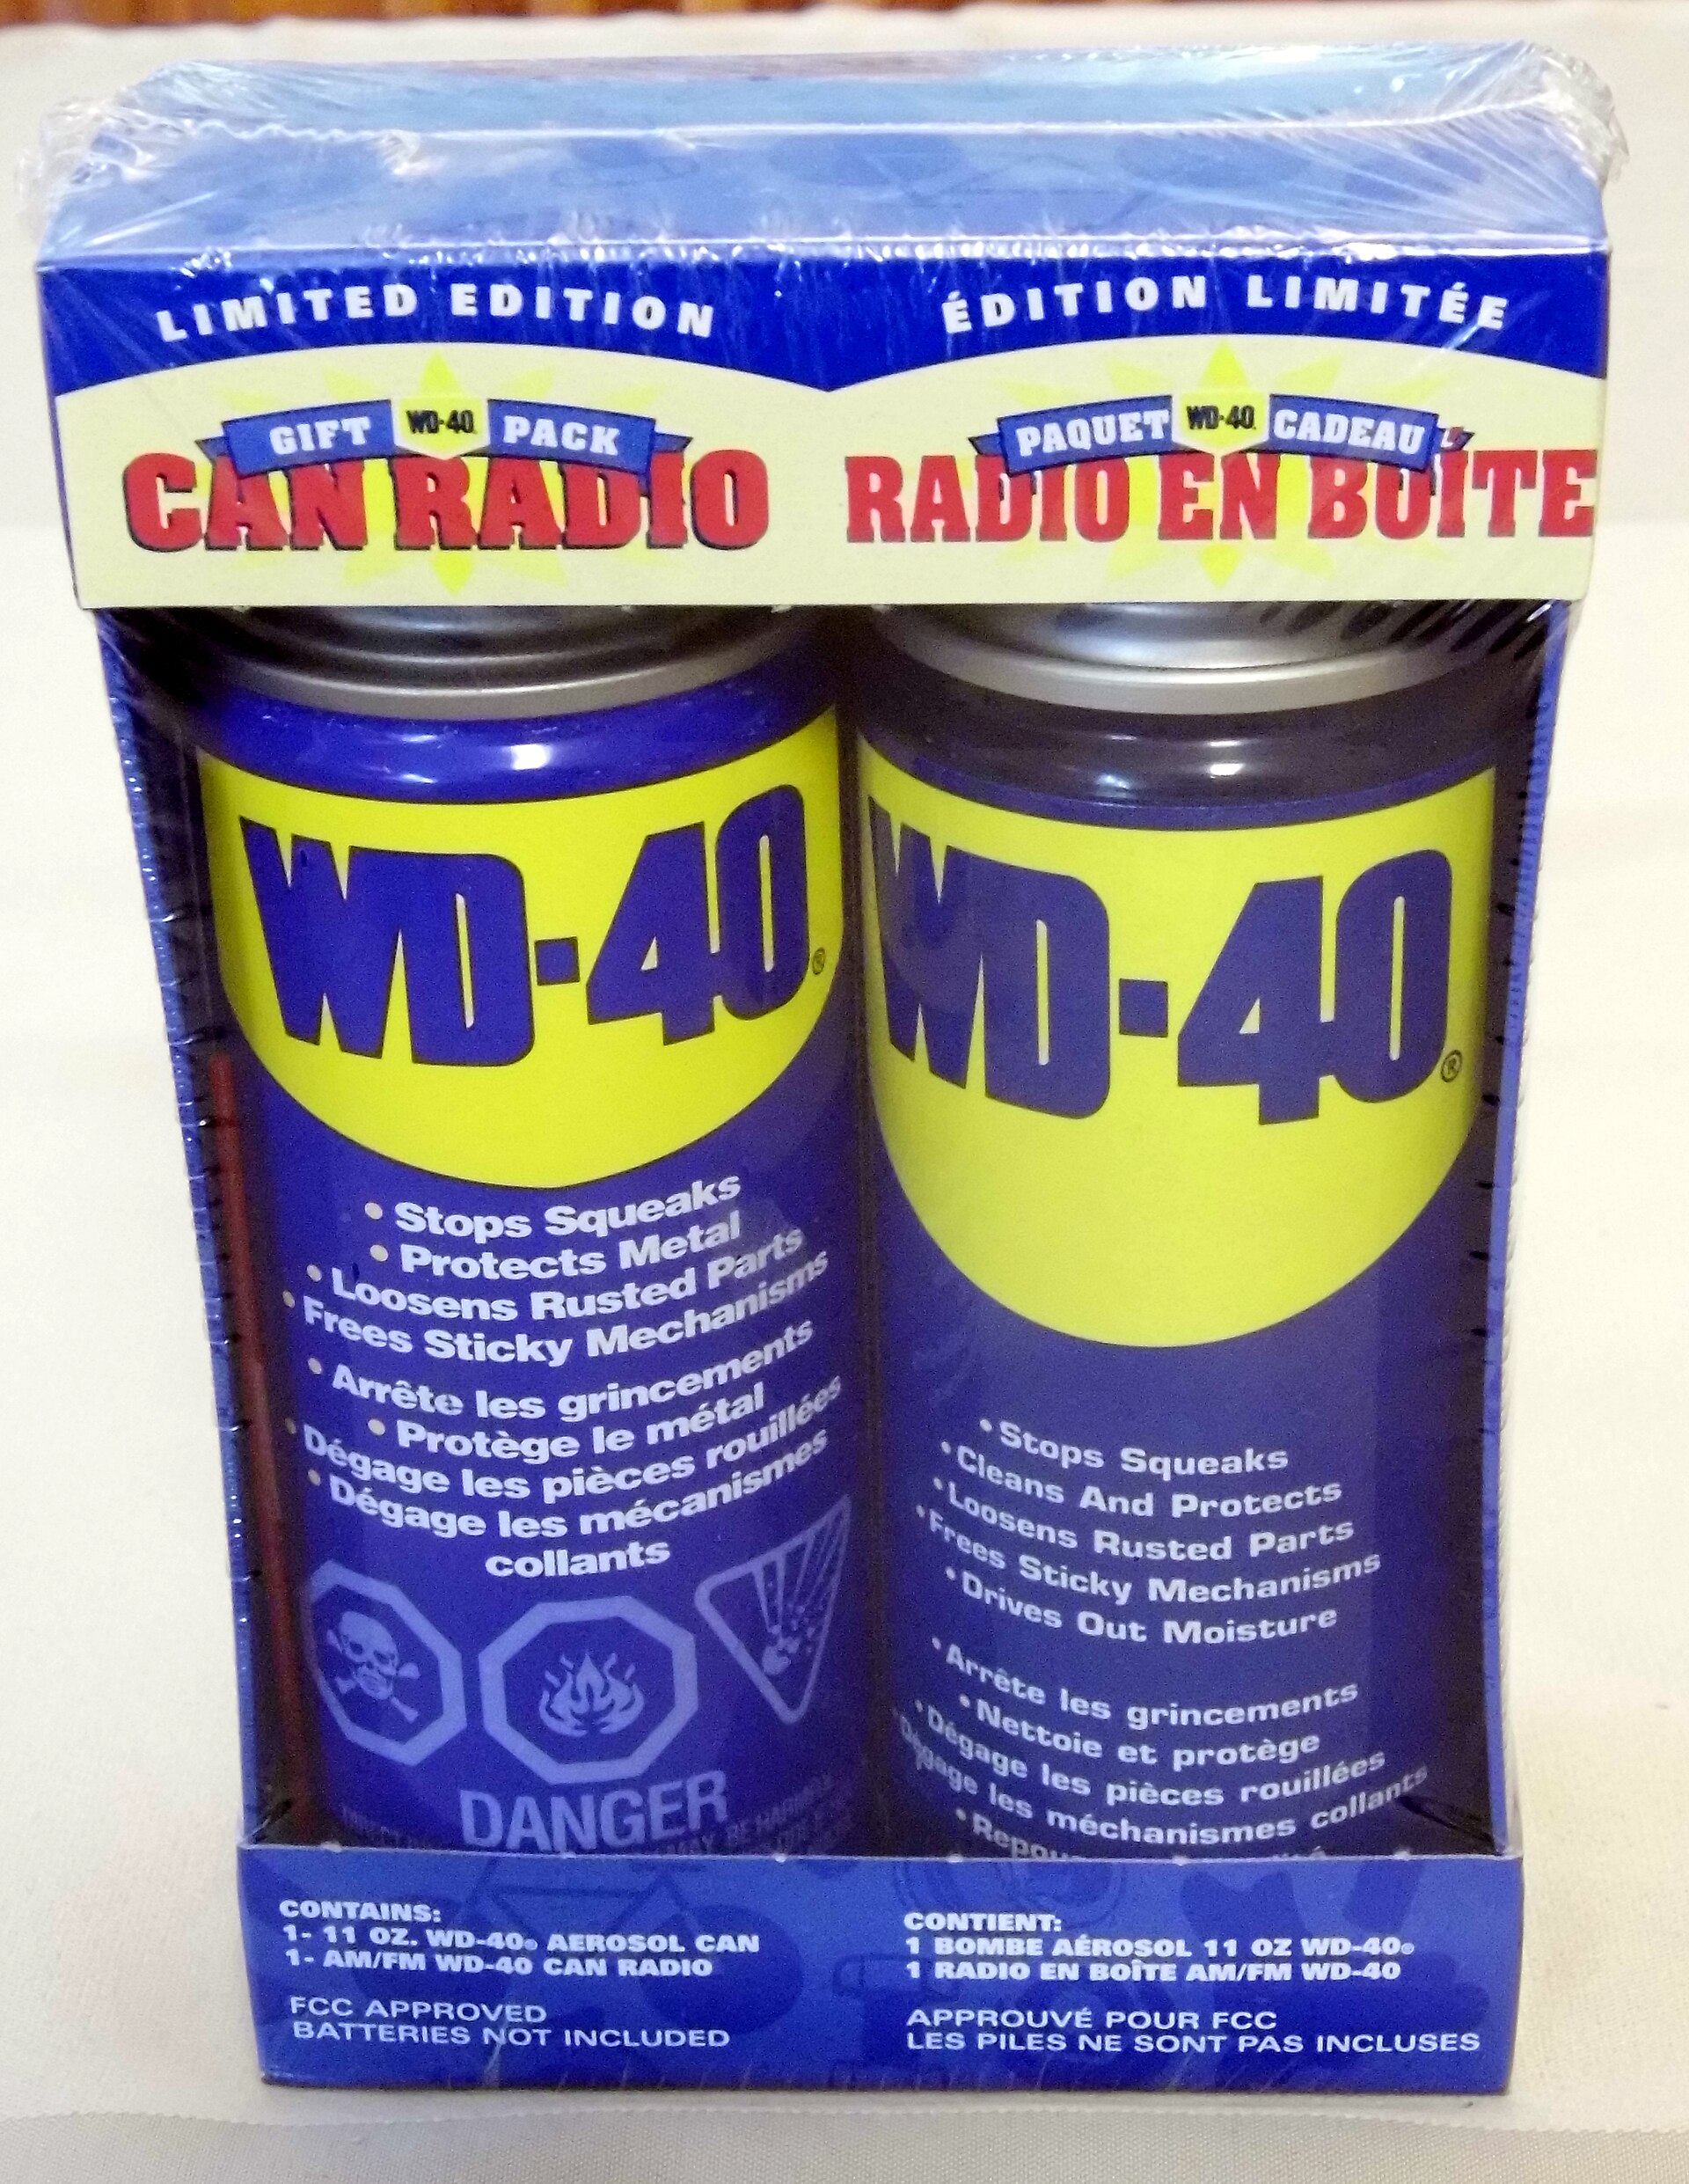 LIMITED EDITION
GIFT WD-40 PACK
CAN RADIO
ÉDITION LIMITÉE
PAQUET WD-40 CADEAU
RADIO EN BOÎTE
WD-40®
• Stops Squeaks
• Protects Metal
• Loosens Rusted Parts
• Frees Sticky Mechanisms
• Arrête les grincements
• Protège le métal
• Dégage les pièces rouillées
• Dégage les mécanismes
collants
DANGER
MAY BE HARMFUL
WD-40®
• Stops Squeaks
• Cleans And Protects
• Loosens Rusted Parts
• Frees Sticky Mechanisms
• Drives Out Moisture
• Arrête les grincements
• Nettoie et protège
• Dégage les pièces rouillées
• Dégage les méchanismes collants
CONTAINS:
1- 11 OZ. WD-40® AEROSOL CAN
1- AM/FM WD-40 CAN RADIO
FCC APPROVED
BATTERIES NOT INCLUDED
CONTIENT:
1 BOMBE AÉROSOL 11 OZ WD-40®
1 RADIO EN BOÎTE AM/FM WD-40
APPROUVÉ POUR FCC
LES PILES NE SONT PAS INCLUSES